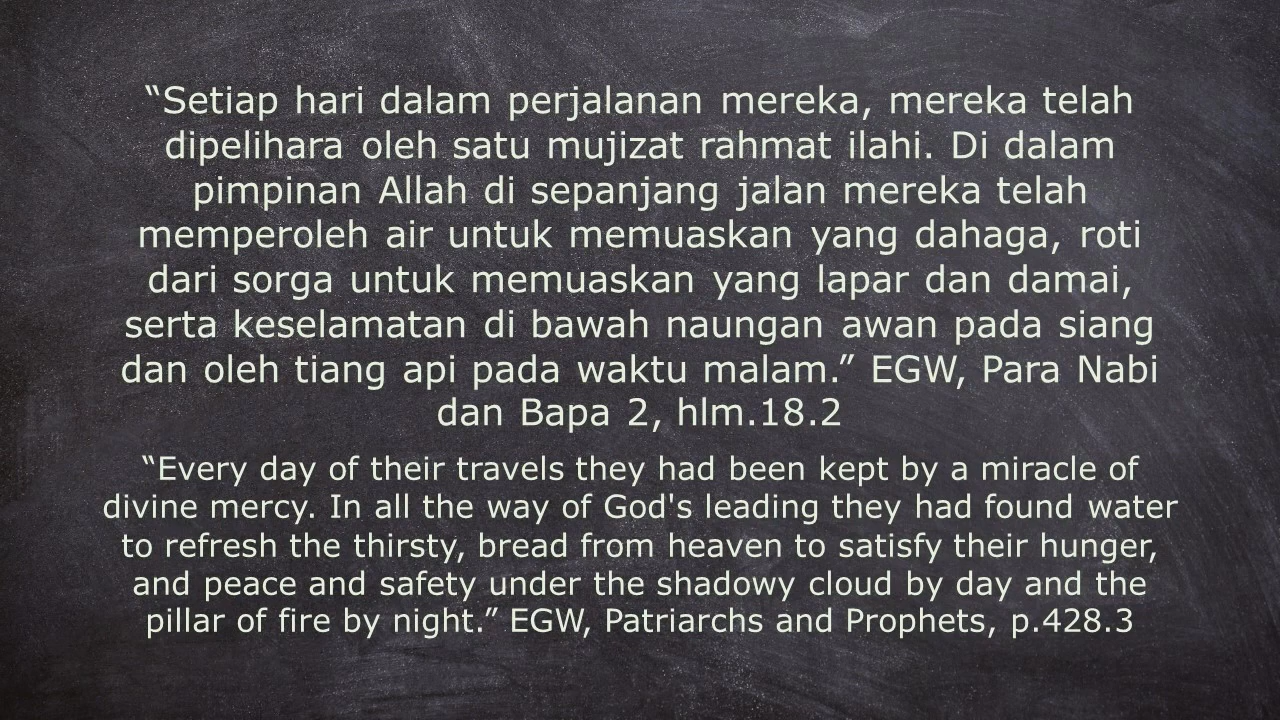 “Setiap hari dalam perjalanan mereka, mereka telah
dipelihara oleh satu mujizat rahmat ilahi. Di dalam
pimpinan Allah di sepanjang jalan mereka telah
memperoleh air untuk memuaskan yang dahaga, roti
dari sorga untuk memuaskan yang lapar dan damai,
serta keselamatan di bawah naungan awan pada siang
dan oleh tiang api pada waktu malam.” EGW, Para Nabi
dan Bapa 2, hlm.18.2
“Every day of their travels they had been kept by a miracle of
divine mercy. In all the way of God's leading they had found water
to refresh the thirsty, bread from heaven to satisfy their hunger,
and peace and safety under the shadowy cloud by day and the
pillar of fire by night.” EGW, Patriarchs and Prophets, p.428.3